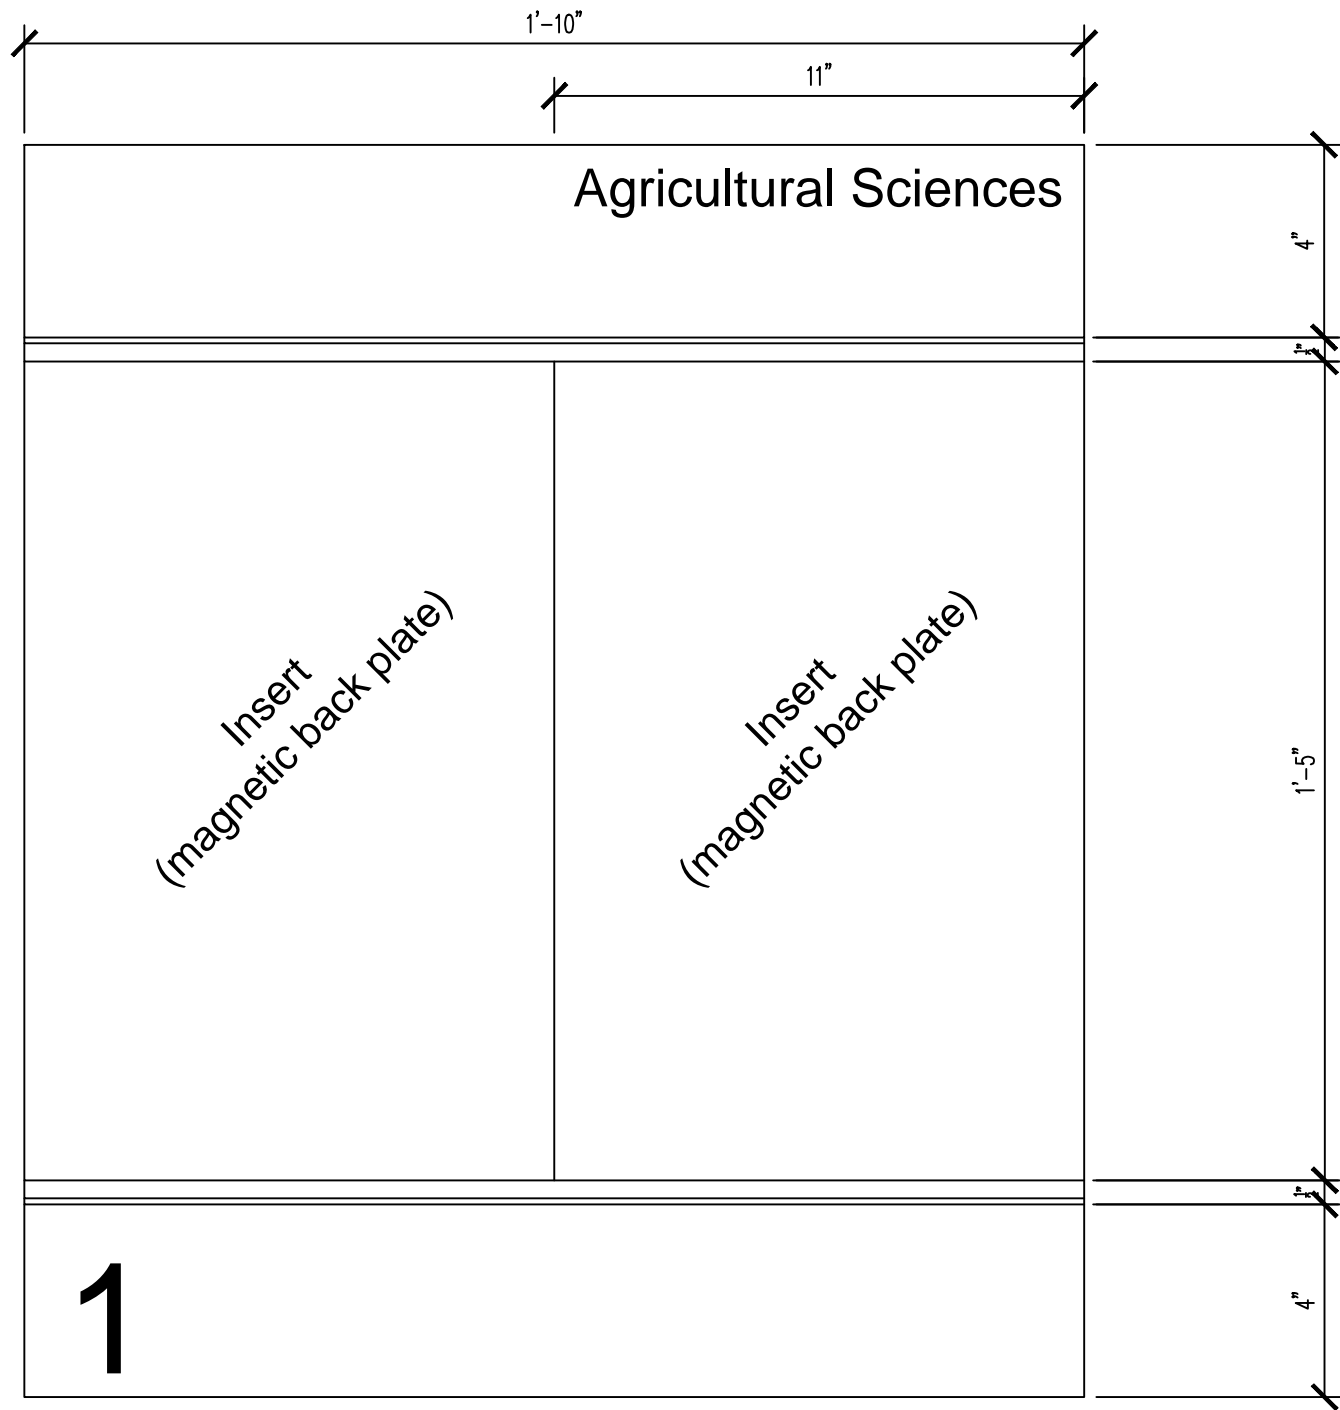 1'-10"
11"
Agricultural Sciences
4"
Insert
(magnetic back plate)
Insert
(magnetic back plate)
1'-5"
4"
1